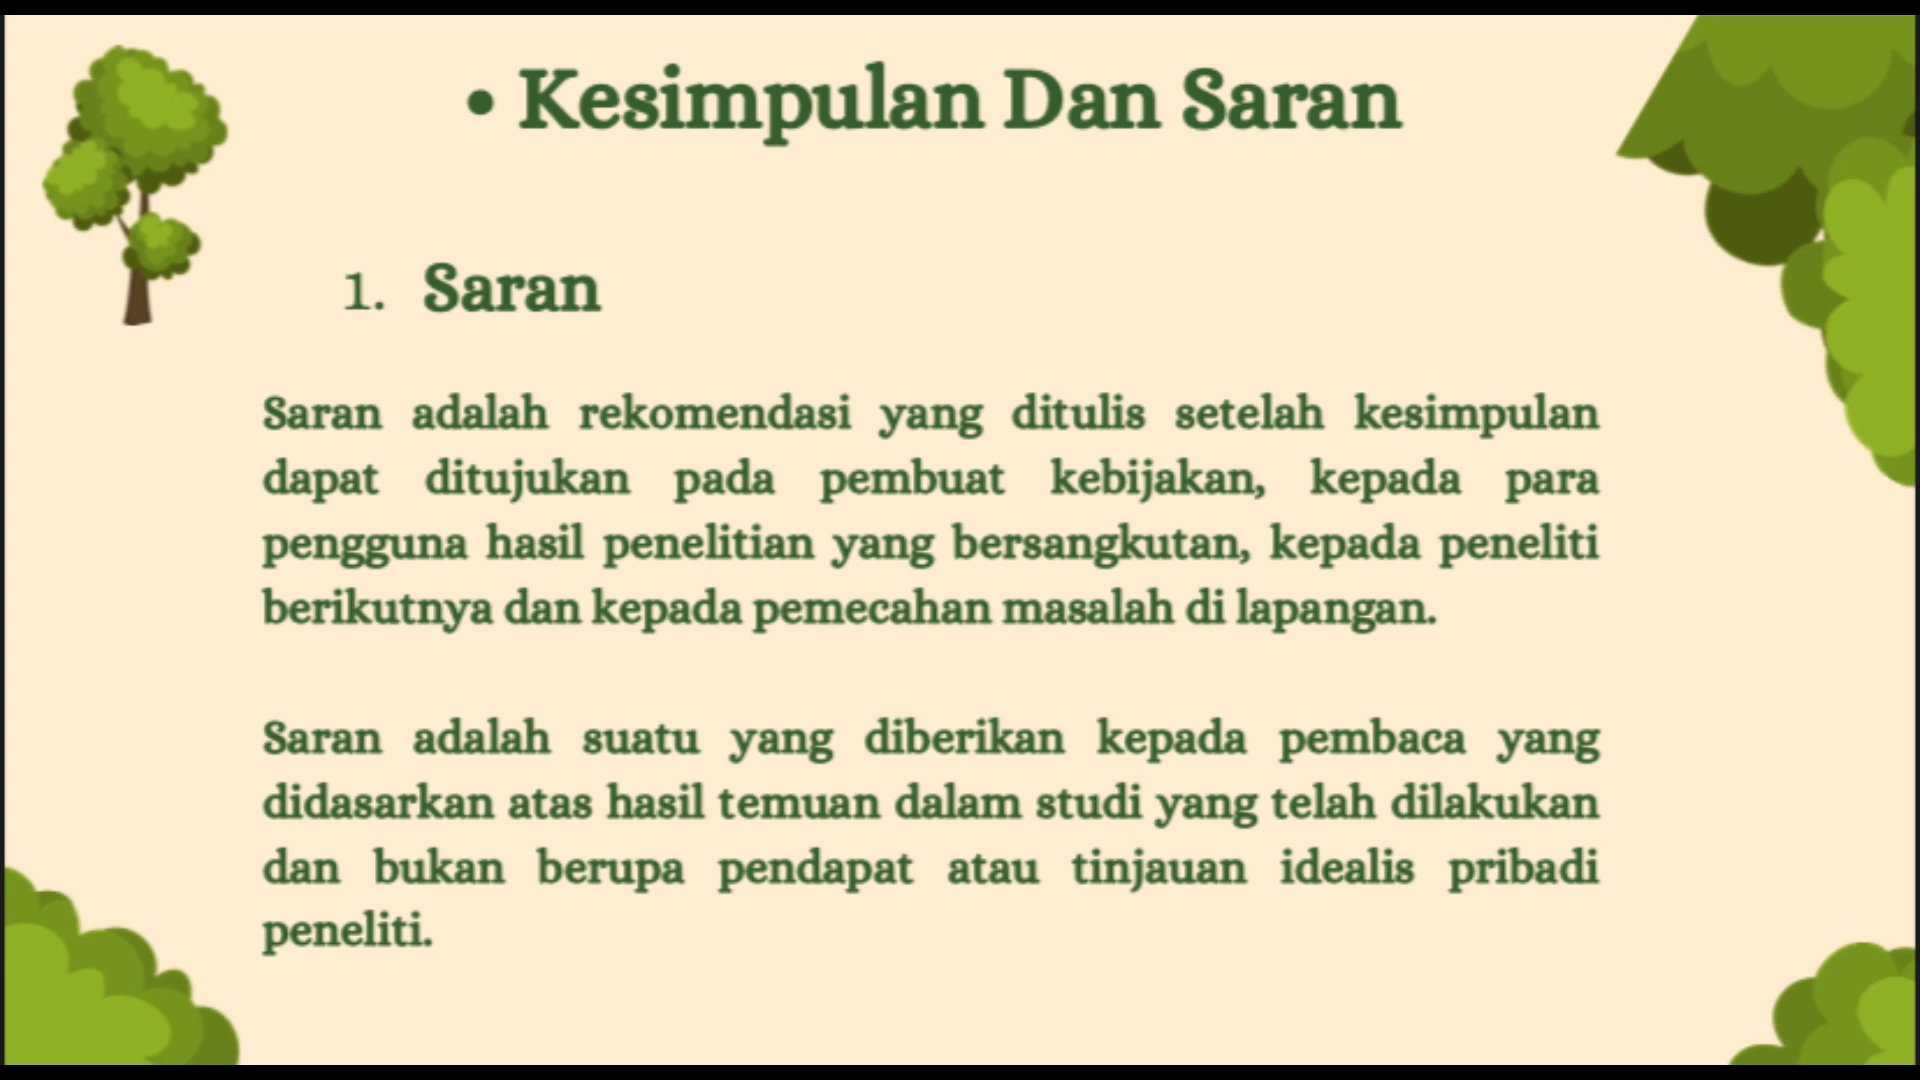 • Kesimpulan Dan Saran
1. Saran
Saran adalah rekomendasi yang ditulis setelah kesimpulan
dapat ditujukan pada pembuat kebijakan, kepada para
pengguna hasil penelitian yang bersangkutan, kepada peneliti
berikutnya dan kepada pemecahan masalah di lapangan.
Saran adalah suatu yang diberikan kepada pembaca yang
didasarkan atas hasil temuan dalam studi yang telah dilakukan
dan bukan berupa pendapat atau tinjauan idealis pribadi
peneliti.